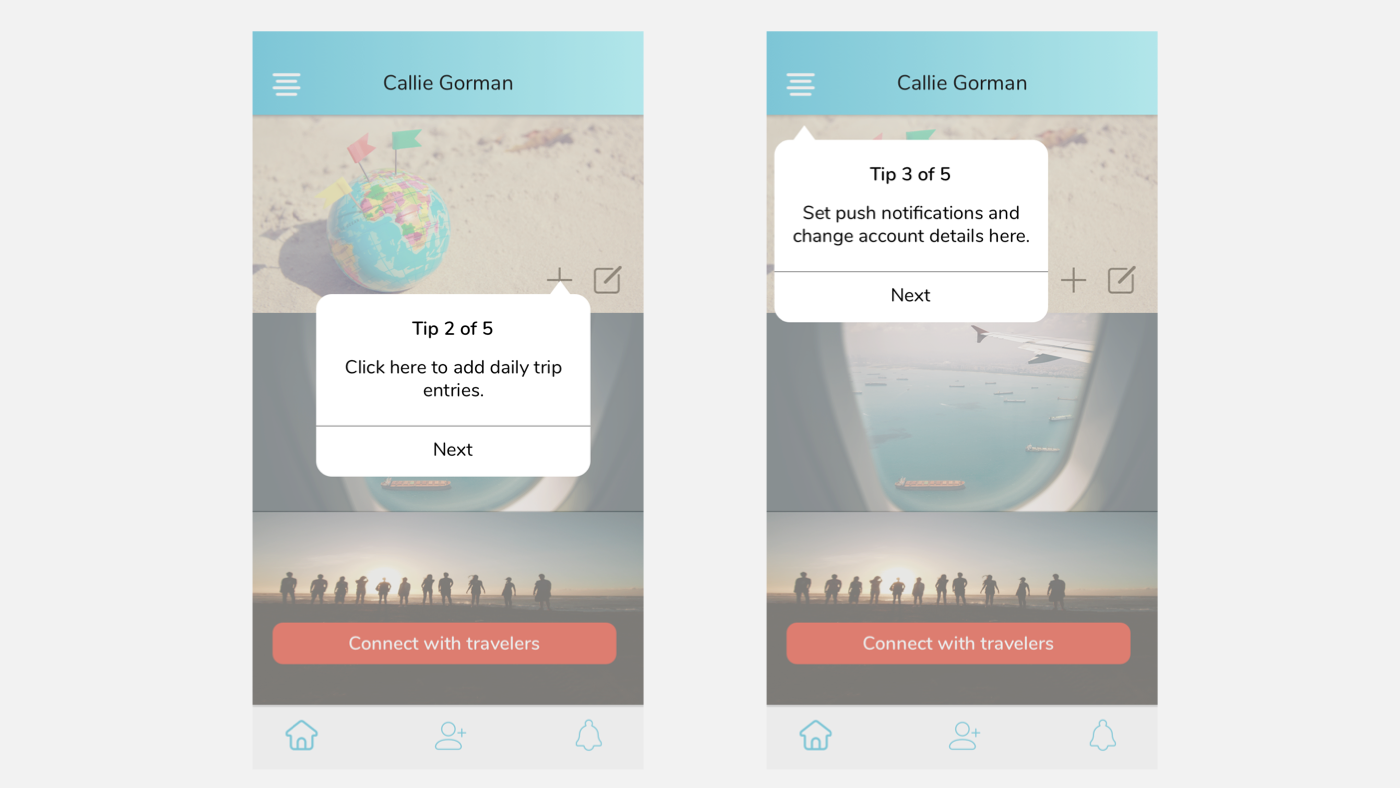 Callie Gorman
Tip 2 of 5
Click here to add daily trip
entries.
Next
Connect with travelers
Callie Gorman
Tip 3 of 5
Set push notifications and
change account details here.
Next
Connect with travelers